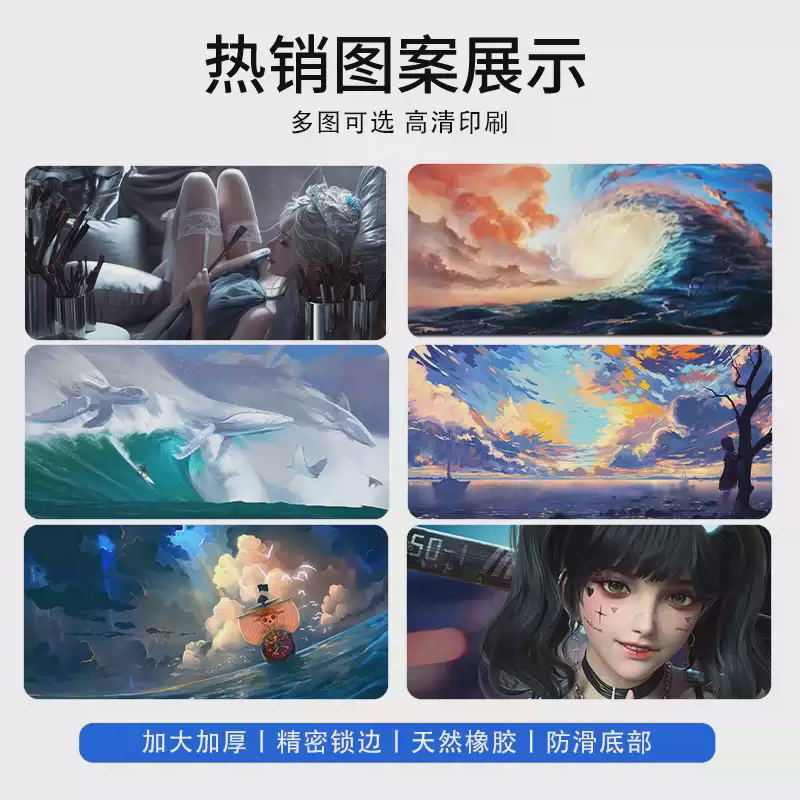 热销图案展示
多图可选 高清印刷
加大加厚丨精密锁边丨天然橡胶丨防滑底部